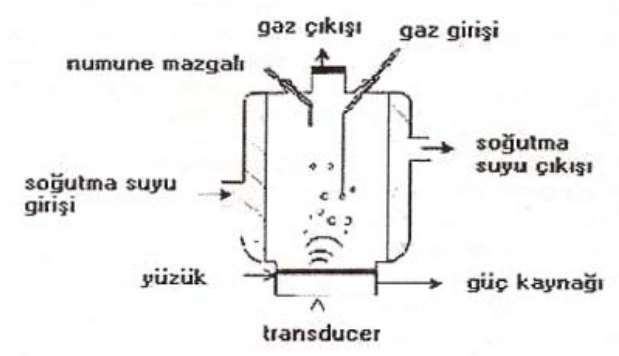 gaz çıkışı
gaz girişi
numune mazgalı
soğutma
suyu çıkışı
soğutma suyu
girişi
yüzük
güç kaynağı
transducer